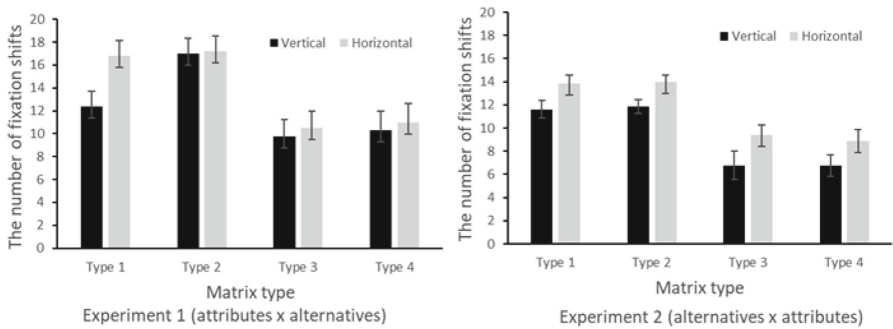 The number of fixation shifts
20
18
16
14
12
10
8
6
4
2
0
Vertical Horizontal
Type 1 Type 2 Type 3 Type 4
Matrix type
Experiment 1 (attributes x alternatives)
The number of fixation shifts
20
18
16
14
12
10
8
6
4
2
0
Vertical Horizontal
Type 1 Type 2 Type 3 Type 4
Matrix type
Experiment 2 (alternatives x attributes)